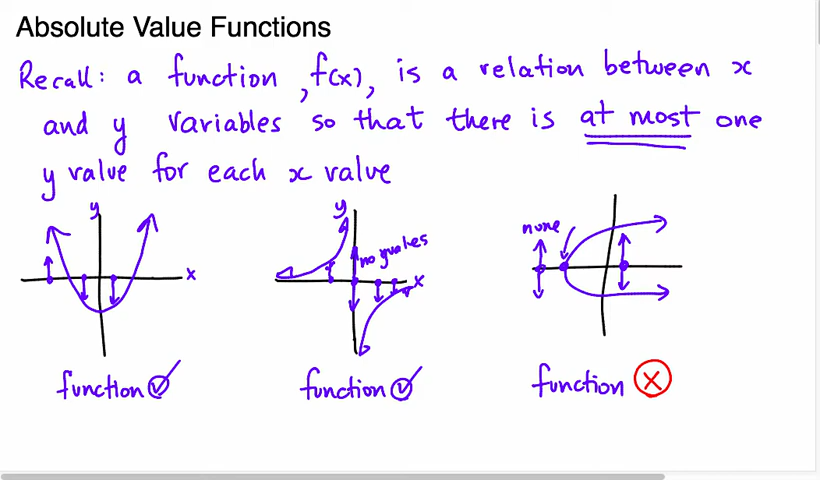 Absolute Value Functions
Recall: a function, f(x), is a relation between x
and y variables so that there is at most one
y value for each x value
y
x
function
y
no y values
x
function
none
function